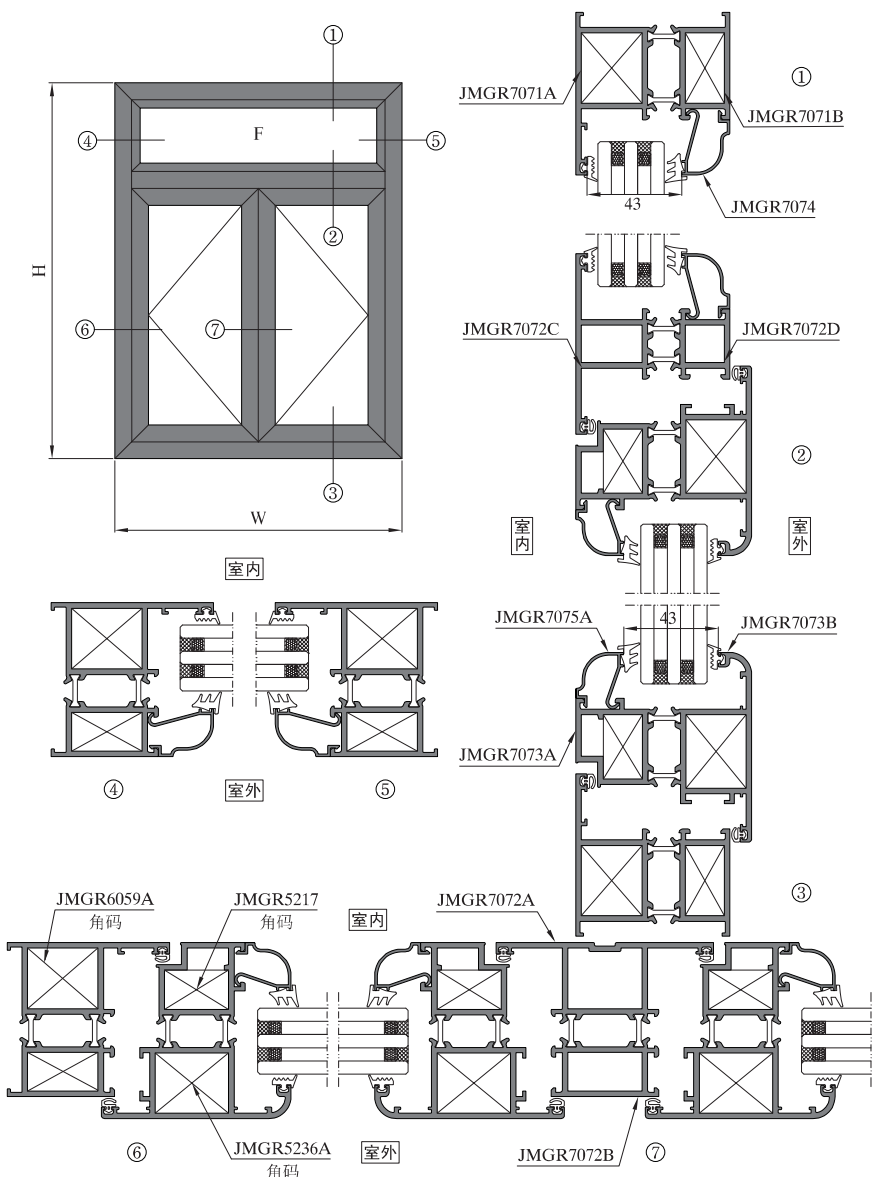 ①
④
F
⑤
②
H
⑥
⑦
③
W
JMGR7071A
①
JMGR7071B
43
JMGR7074
JMGR7072C
JMGR7072D
②
室内
室外
JMGR7075A
43
JMGR7073B
JMGR7073A
③
室内
④
室外
⑤
JMGR6059A
角码
JMGR5217
角码
室内
JMGR7072A
⑥
JMGR5236A
角码
室外
JMGR7072B
⑦